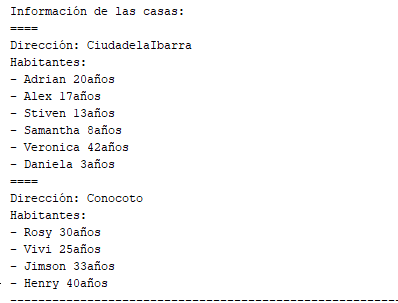 Información de las casas:
====
Dirección: CiudadelaIbarra
Habitantes:
- Adrian 20años
- Alex 17años
- Stiven 13años
- Samantha 8años
- Veronica 42años
- Daniela 3años
====
Dirección: Conocoto
Habitantes:
- Rosy 30años
- Vivi 25años
- Jimson 33años
- Henry 40años
--------------------------------------------------------